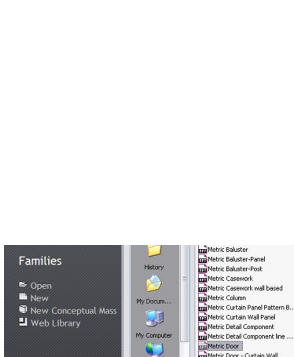 Families
Open
New
New Conceptual Mass
Web Library
History
My Docum...
My Computer
Metric Baluster
Metric Baluster-Panel
Metric Baluster-Post
Metric Casework
Metric Casework wall based
Metric Column
Metric Curtain Panel Pattern B...
Metric Curtain Wall Panel
Metric Detail Component
Metric Detail Component line ...
Metric Door
Metric Door - Curtain Wall